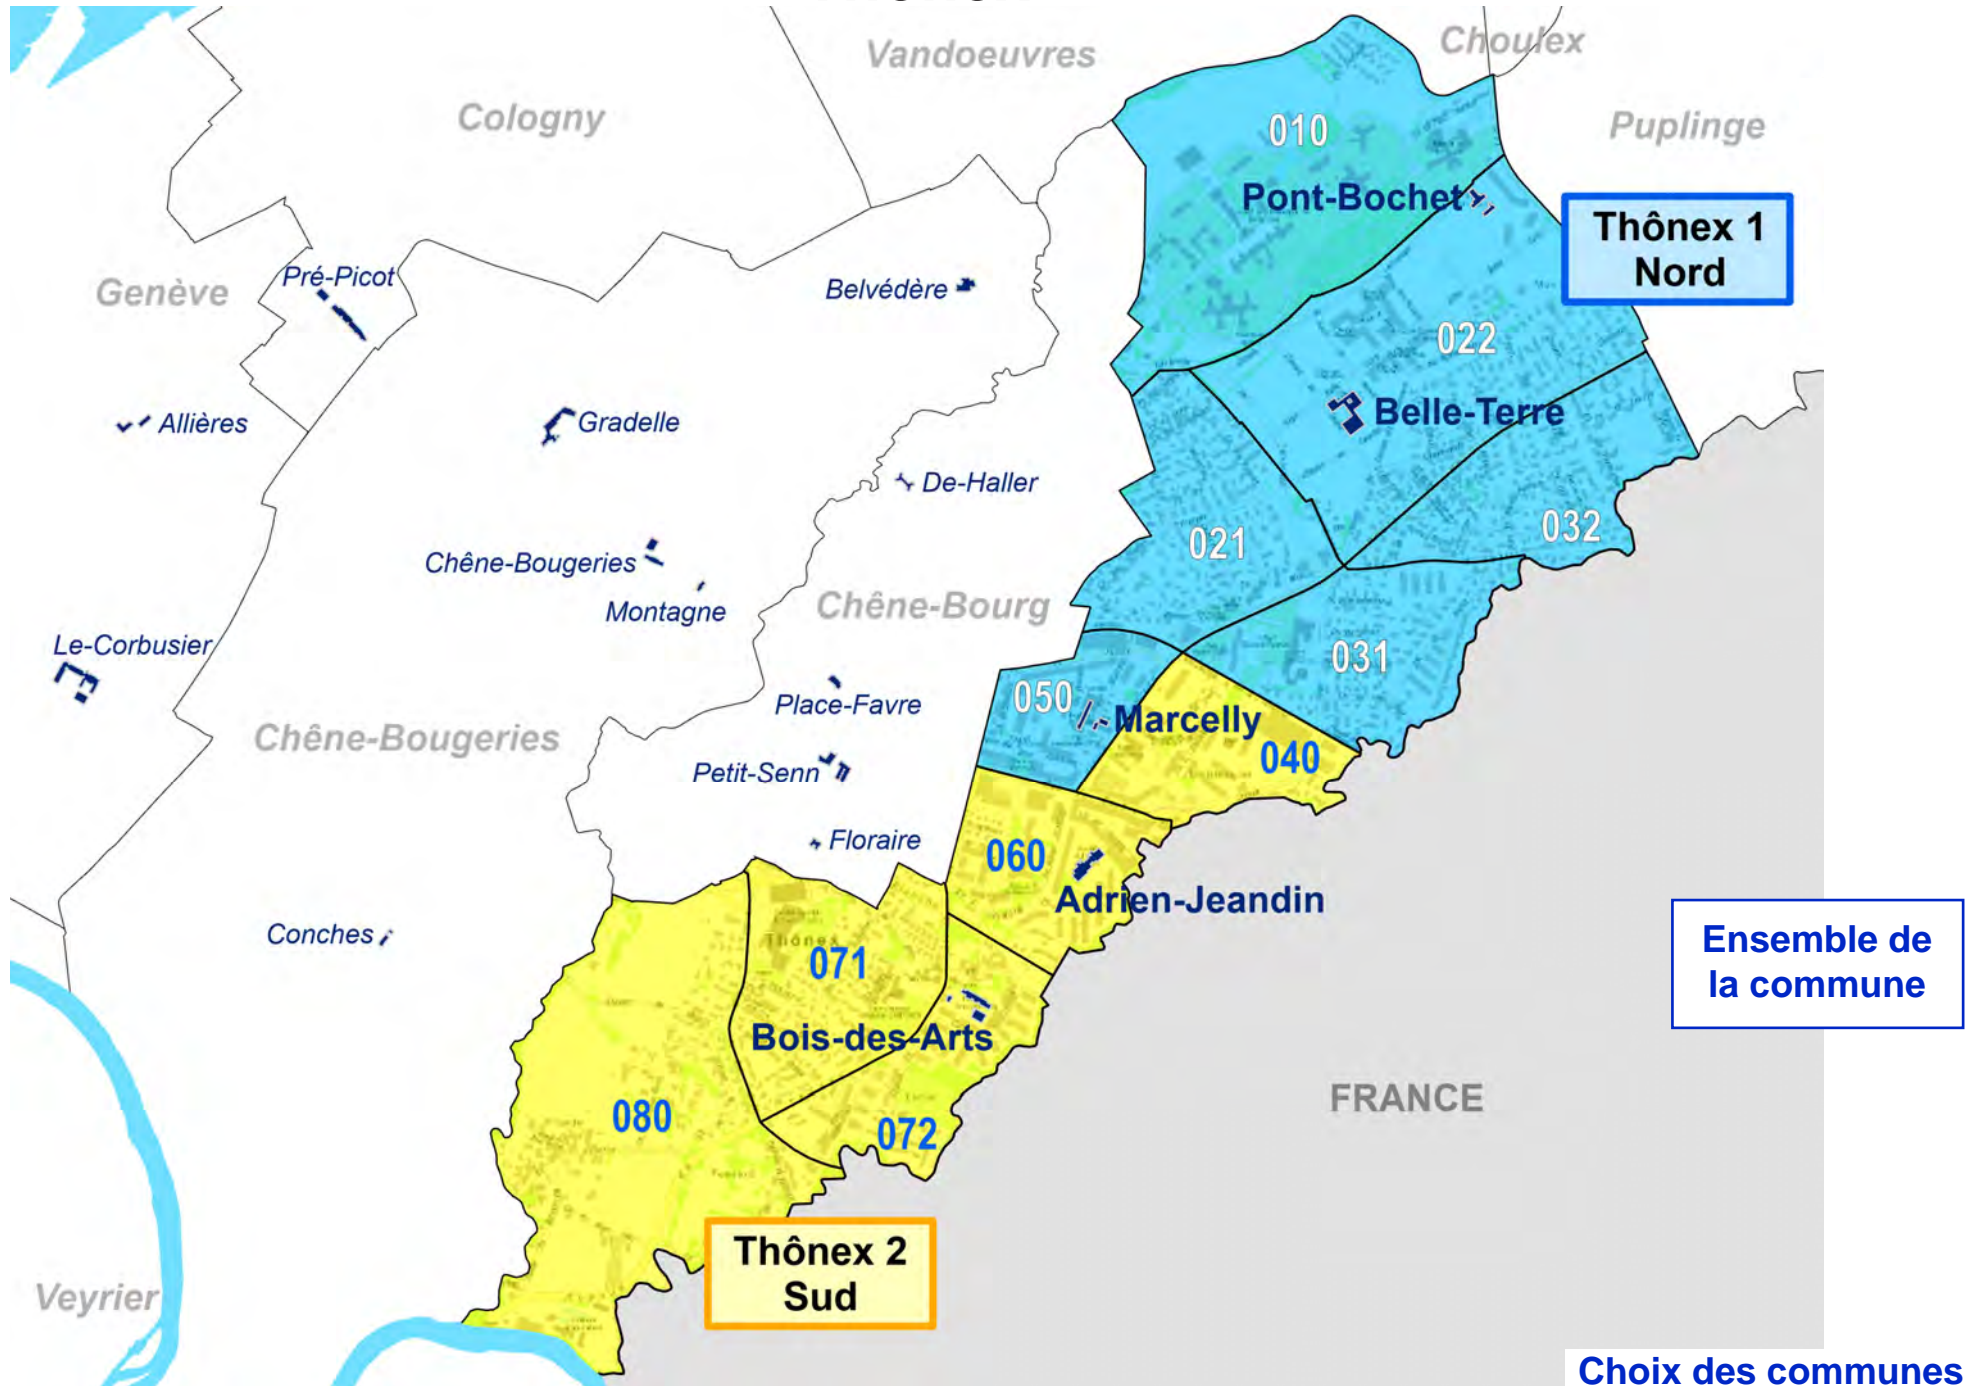 Vandoeuvres
Choulex
Cologny
Puplinge
010
Pont-Bochet
Thônex 1
Nord
Genève
Pré-Picot
Belvédère
022
Allières
Gradelle
Belle-Terre
De-Haller
032
021
Chêne-Bougeries
Montagne
Chêne-Bourg
Le-Corbusier
031
050
Place-Favre
Marcelly
Chêne-Bougeries
040
Petit-Senn
Floraire
060
Adrien-Jeandin
Conches
Thônex
071
Ensemble de
la commune
Bois-des-Arts
080
072
FRANCE
Thônex 2
Sud
Veyrier
Choix des communes